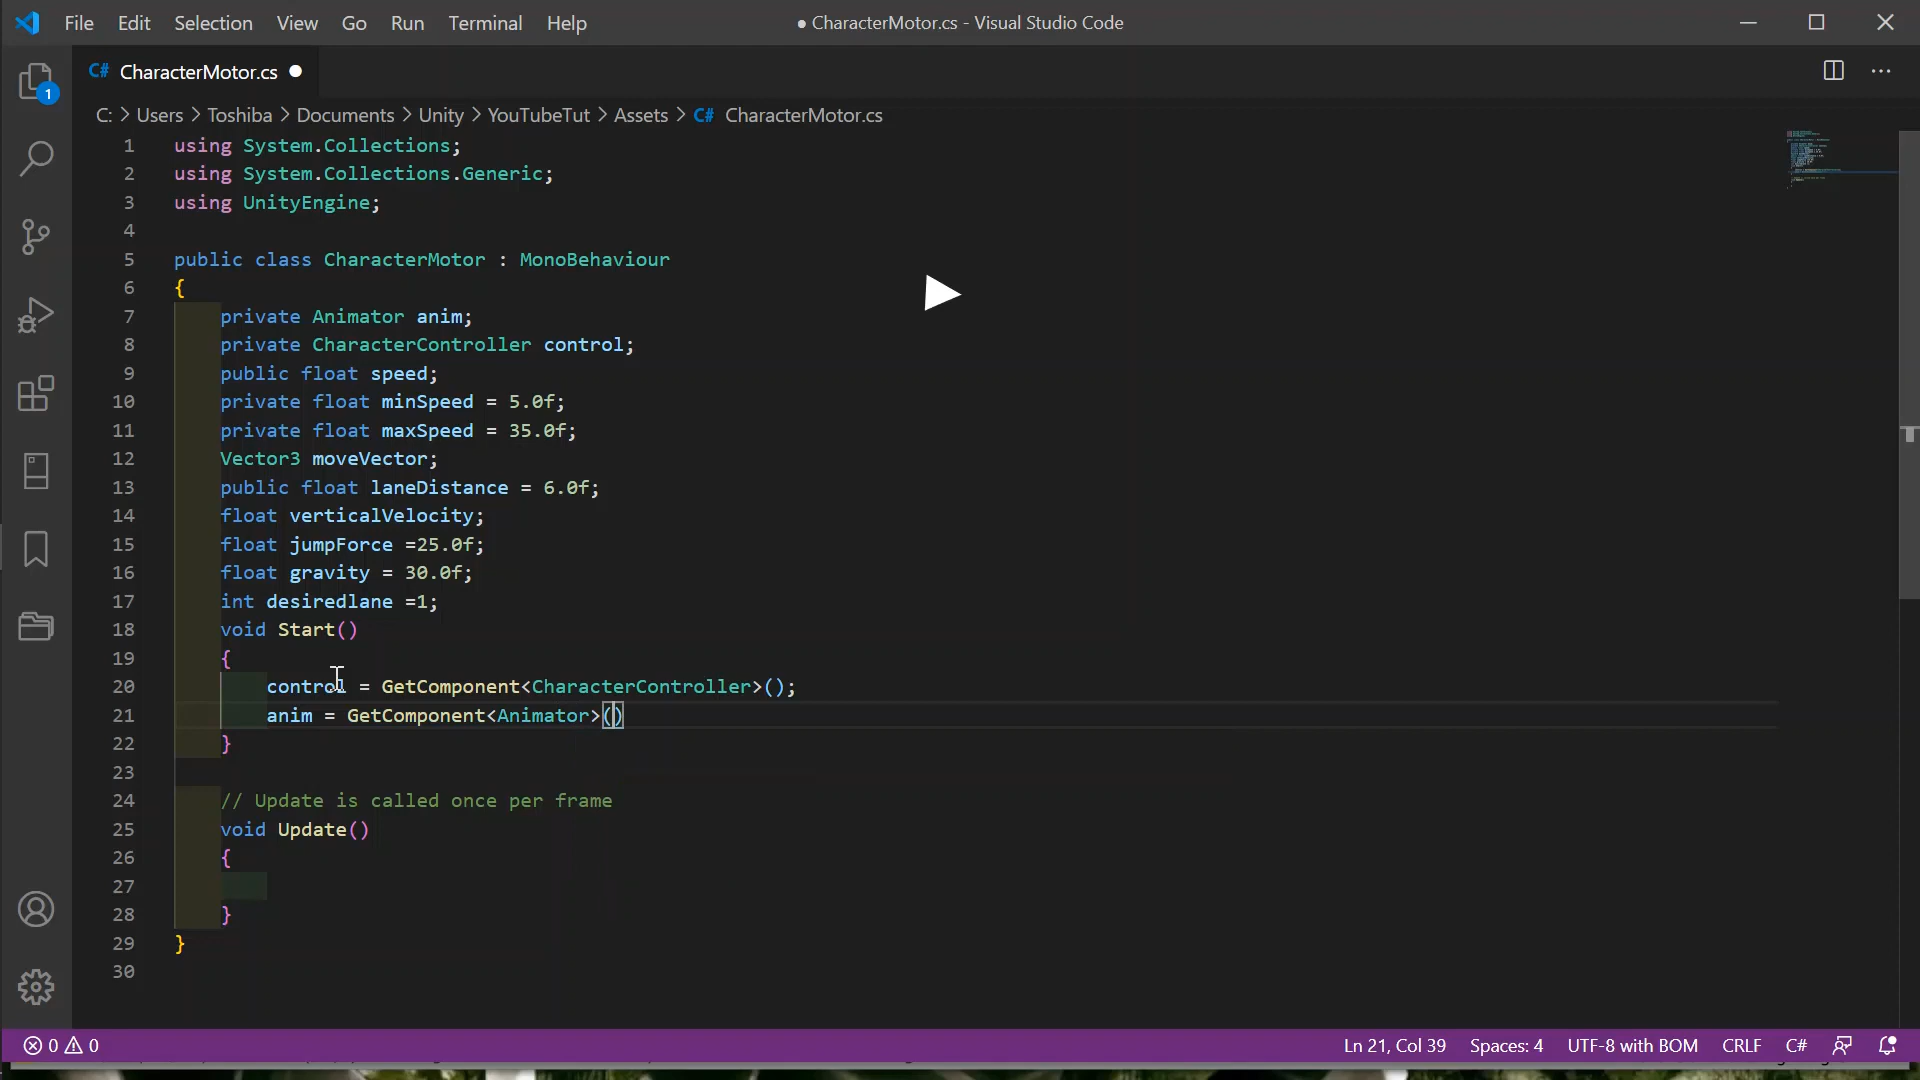 File Edit Selection View Go Run Terminal Help
● CharacterMotor.cs - Visual Studio Code
C# CharacterMotor.cs ●
1
C: > Users > Toshiba > Documents > Unity > YouTubeTut > Assets > C# CharacterMotor.cs
1 using System.Collections;
2 using System.Collections.Generic;
3 using UnityEngine;
4
5 public class CharacterMotor : MonoBehaviour
6 {
7 private Animator anim;
8 private CharacterController control;
9 public float speed;
10 private float minSpeed = 5.0f;
11 private float maxSpeed = 35.0f;
12 Vector3 moveVector;
13 public float laneDistance = 6.0f;
14 float verticalVelocity;
15 float jumpForce =25.0f;
16 float gravity = 30.0f;
17 int desiredlane =1;
18 void Start()
19 {
20 control = GetComponent<CharacterController>();
21 anim = GetComponent<Animator>()
22 }
23
24 // Update is called once per frame
25 void Update()
26 {
27
28 }
29 }
30
0 0 Ln 21, Col 39 Spaces: 4 UTF-8 with BOM CRLF C#